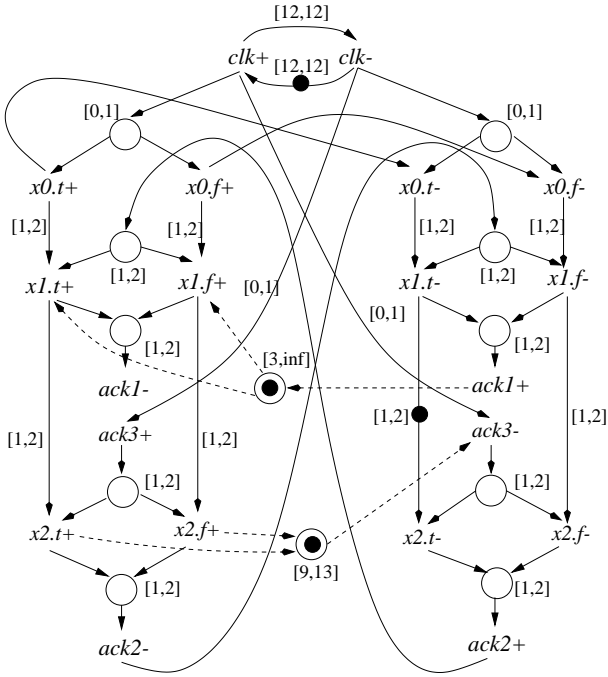 [12,12]
clk+ clk-
[12,12]
[0,1] [0,1]
x0.t+ x0.f+ x0.t- x0.f-
[1,2] [1,2] [1,2] [1,2]
[1,2] [1,2]
x1.t+ x1.f+ x1.t- x1.f-
[0,1] [0,1]
[1,2] [1,2]
[3,inf]
ack1- ack1+
[1,2] [1,2]
ack3+ ack3-
[1,2] [1,2]
[1,2] [1,2]
x2.t+ x2.f+ x2.t- x2.f-
[9,13]
[1,2] [1,2]
ack2- ack2+